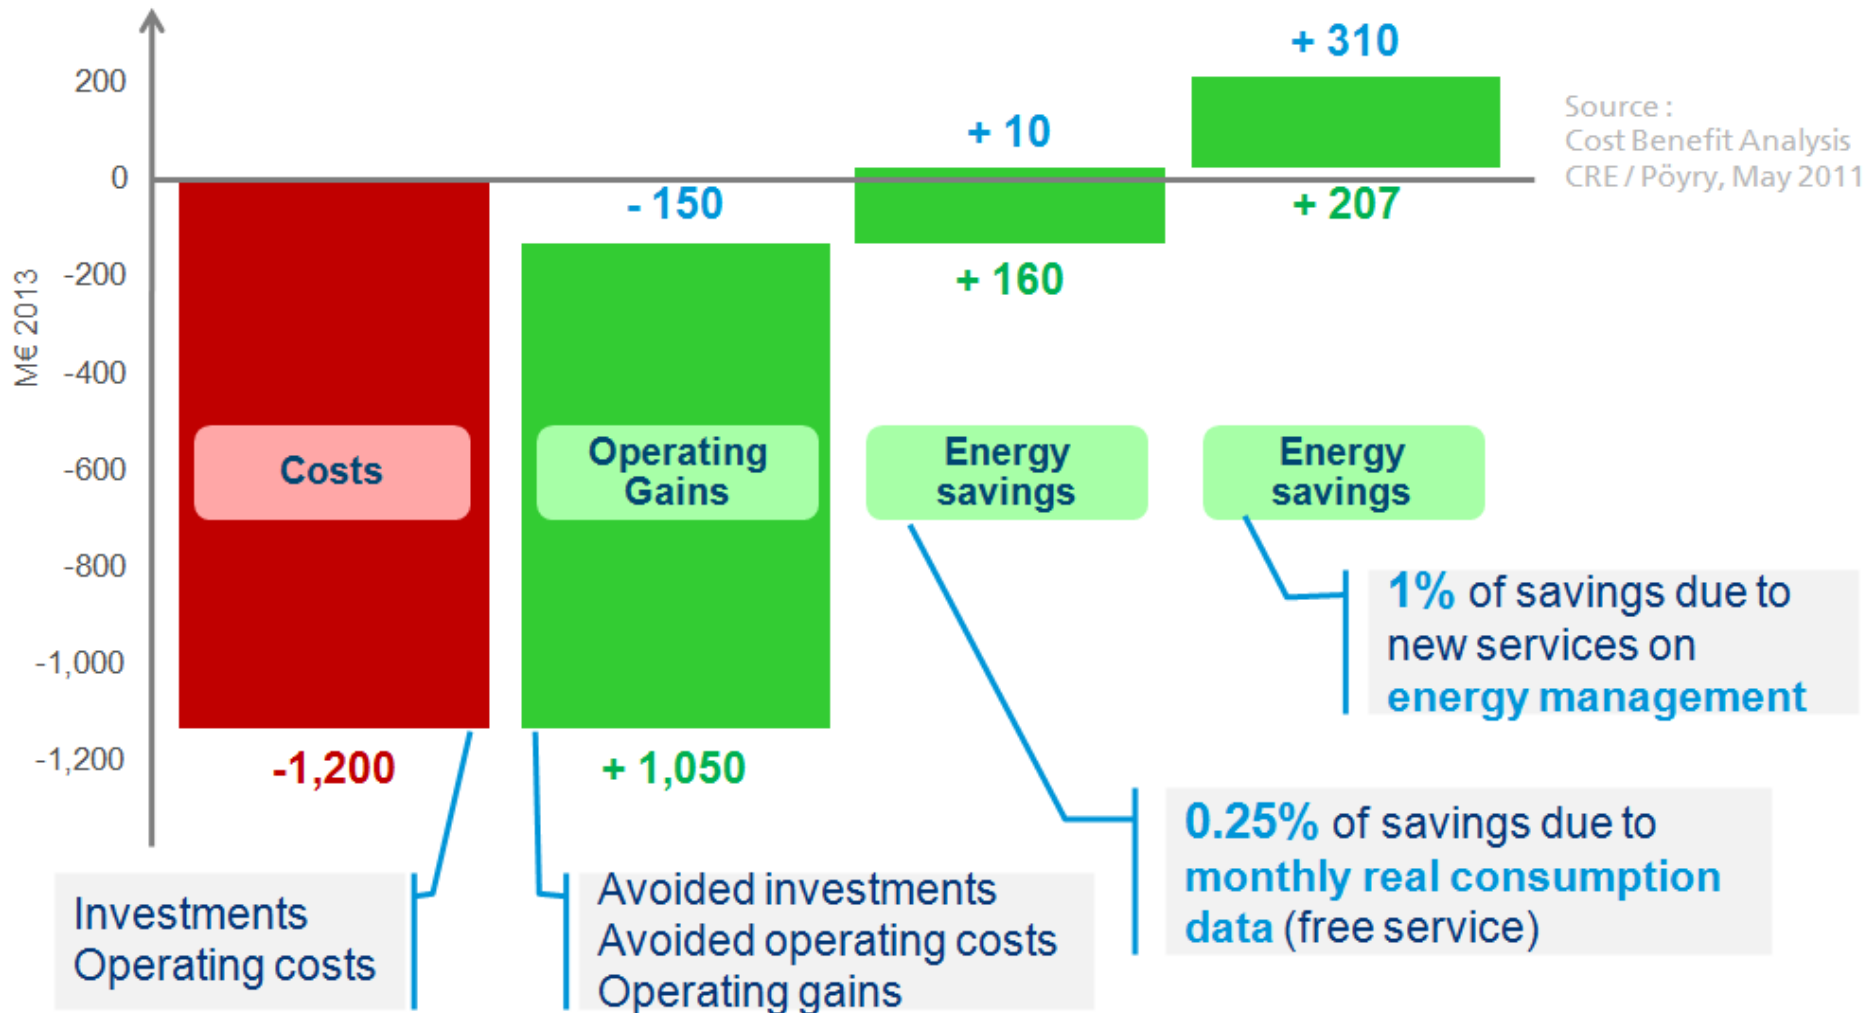 + 310
200
Source :
+ 10
Cost Benefit Analysis
CRE / Pöyry, May 2011
0
- 150
+ 207
-200
+ 160
M€ 2013
-400
Costs
Operating
Gains
Energy
savings
Energy
savings
-600
-800
1% of savings due to
new services on
energy management
-1,000
-1,200
-1,200
+ 1,050
0.25% of savings due to
monthly real consumption
data (free service)
Investments
Operating costs
Avoided investments
Avoided operating costs
Operating gains